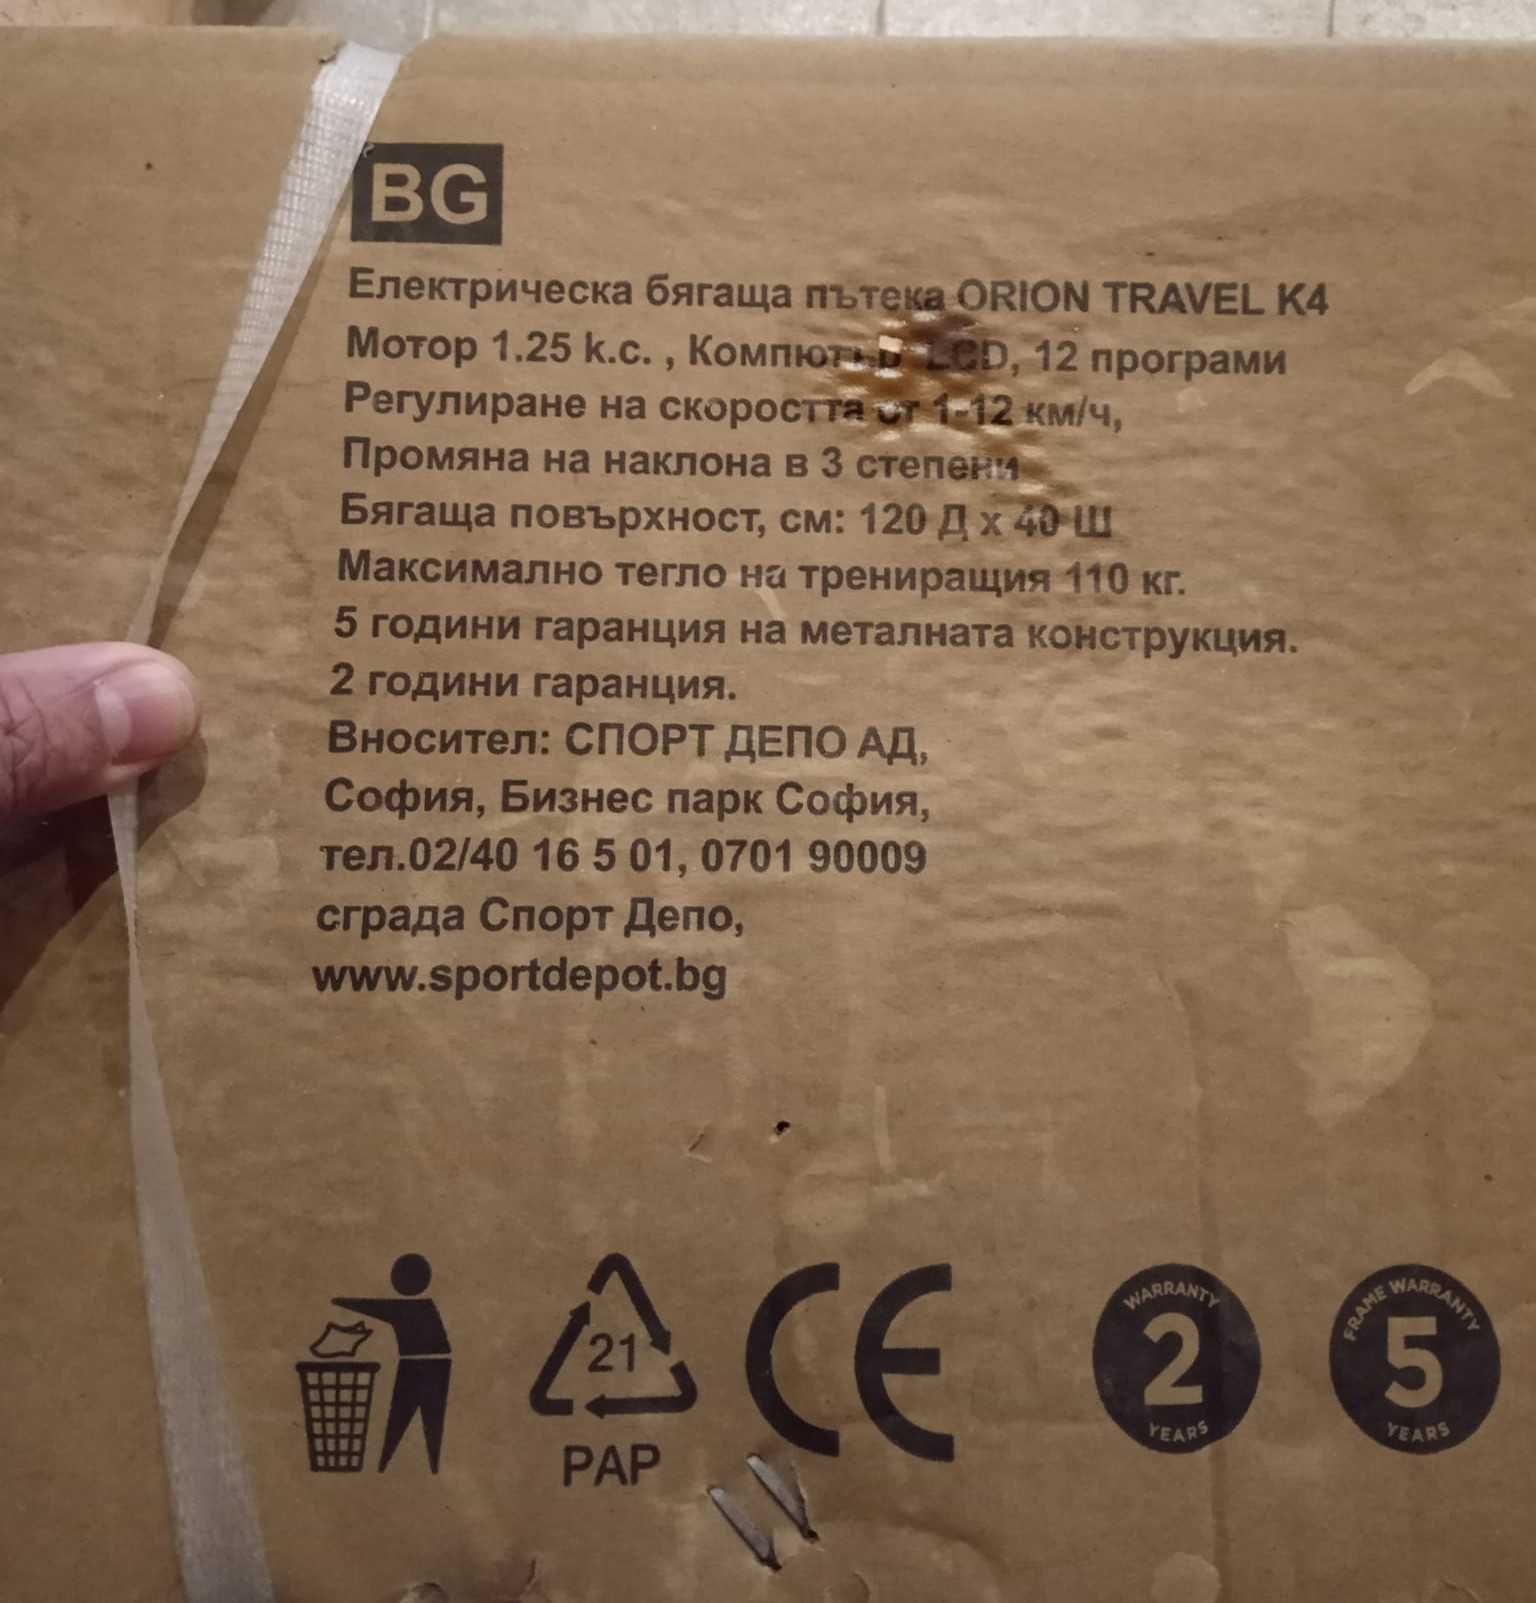 BG
Електрическа бягаща пътека ORION TRAVEL K4
Мотор 1.25 k.c. , Компютър LCD, 12 програми
Регулиране на скоростта от 1-12 км/ч,
Промяна на наклона в 3 степени
Бягаща повърхност, см: 120 Д x 40 Ш
Максимално тегло на трениращия 110 кг.
5 години гаранция на металната конструкция.
2 години гаранция.
Вносител: СПОРТ ДЕПО АД,
София, Бизнес парк София,
тел.02/40 16 5 01, 0701 90009
сграда Спорт Депо,
www.sportdepot.bg
21
PAP
CE
WARRANTY
2
YEARS
FRAME WARRANTY
5
YEARS